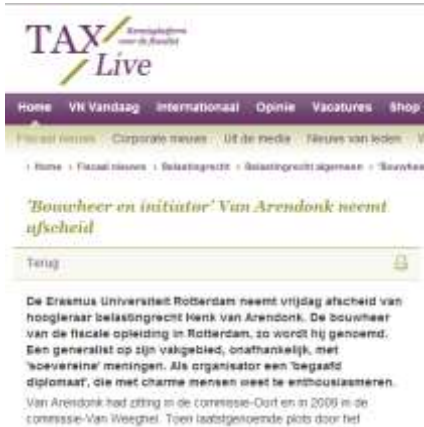 TAX
Kennisplatform
voor de fiscalist
Live
Home VN Vandaag Internationaal Opinie Vacatures Shop
Fiscaal nieuws Corporate nieuws Uit de media Nieuws van leden
› Home › Fiscaal nieuws › Belastingrecht › Belastingrecht algemeen › 'Bouwhee
'Bouwheer en initiator' Van Arendonk neemt
afscheid
Terug
De Erasmus Universiteit Rotterdam neemt vrijdag afscheid van
hoogleraar belastingrecht Henk van Arendonk. De bouwheer
van de fiscale opleiding in Rotterdam, zo wordt hij genoemd.
Een generalist op zijn vakgebied, onafhankelijk, met
'soevereine' meningen. Als organisator een 'begaafd
diplomaat', die met charme mensen weet te enthousiasmeren.
Van Arendonk had zitting in de commissie-Oort en in 2009 in de
commissie-Van Weeghel. Toen laatstgenoemde plots door het